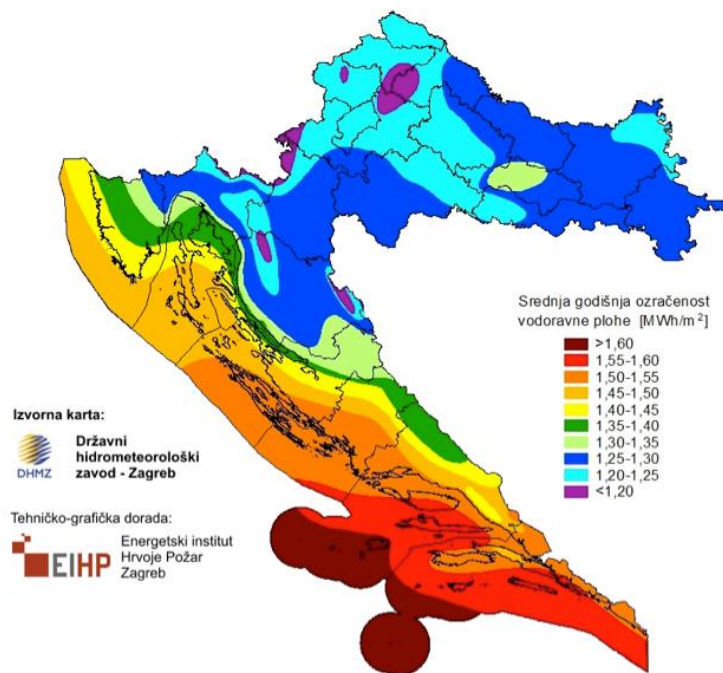 Srednja godišnja ozračenost
vodoravne plohe [MWh/m²]
>1,60
1,55-1,60
1,50-1,55
1,45-1,50
1,40-1,45
1,35-1,40
1,30-1,35
1,25-1,30
1,20-1,25
<1,20
Izvorna karta:
DHMZ
Državni
hidrometeorološki
zavod - Zagreb
Tehničko-grafička dorada:
EIHP
Energetski institut
Hrvoje Požar
Zagreb